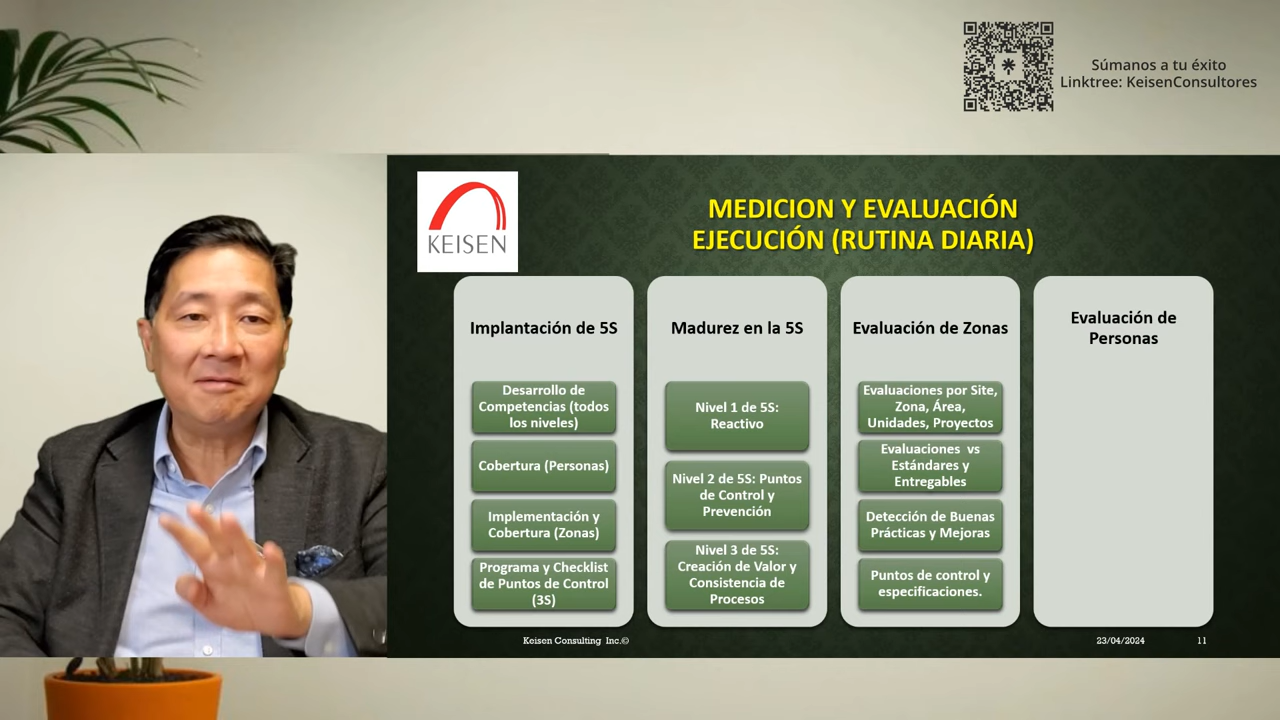 Súmanos a tu éxito
Linktree: KeisenConsultores
KEISEN
MEDICION Y EVALUACIÓN
EJECUCIÓN (RUTINA DIARIA)
Implantación de 5S
Desarrollo de
Competencias (todos
los niveles)
Cobertura (Personas)
Implementación y
Cobertura (Zonas)
Programa y Checklist
de Puntos de Control
(3S)
Madurez en la 5S
Nivel 1 de 5S:
Reactivo
Nivel 2 de 5S: Puntos
de Control y
Prevención
Nivel 3 de 5S:
Creación de Valor y
Consistencia de
Procesos
Evaluación de Zonas
Evaluaciones por Site,
Zona, Área,
Unidades, Proyectos
Evaluaciones vs
Estándares y
Entregables
Detección de Buenas
Prácticas y Mejoras
Puntos de control y
especificaciones.
Evaluación de
Personas
Keisen Consulting Inc.©
23/04/2024
11